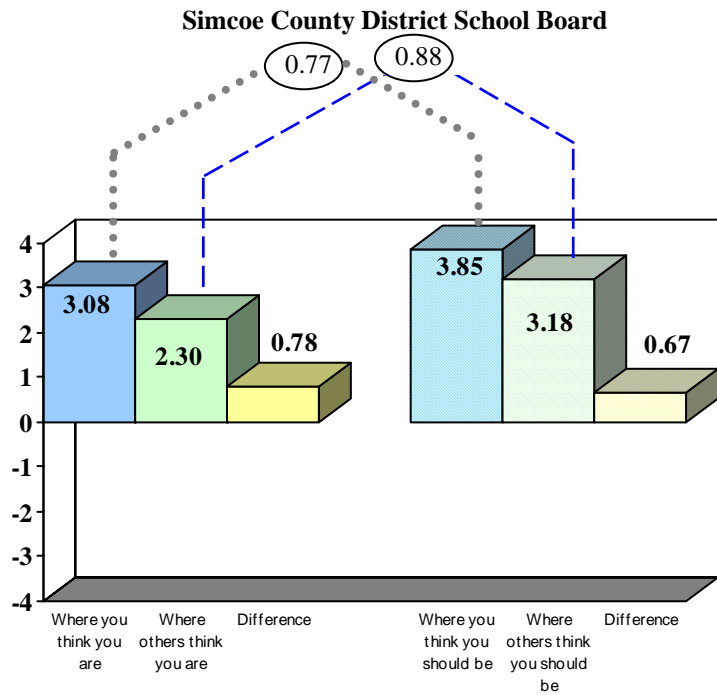 Simcoe County District School Board
0.77
0.88
4
3
2
1
0
-1
-2
-3
-4
3.08
2.30
0.78
3.85
3.18
0.67
Where you
think you
are
Where
others think
you are
Difference
Where you
think you
should be
Where
others think
you should
be
Difference